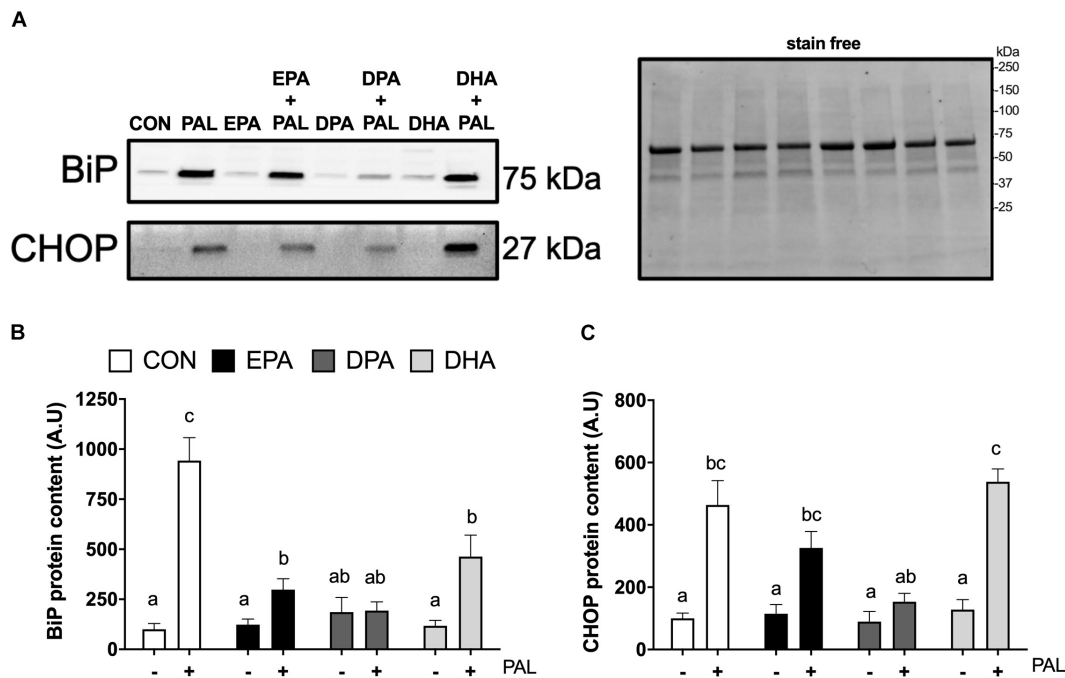 A
stain free
kDa
EPA DPA DHA
+ + +
CON PAL EPA PAL DPA PAL DHA PAL
BiP 75 kDa
CHOP 27 kDa
-250
-150
-100
-75
-50
-37
-25
B
CON EPA DPA DHA
BiP protein content (A.U)
1250
1000
750
500
250
0
a c a b ab ab a b
- + - + - + - + PAL
C
CHOP protein content (A.U)
800
600
400
200
0
a bc a bc a ab a c
- + - + - + - + PAL